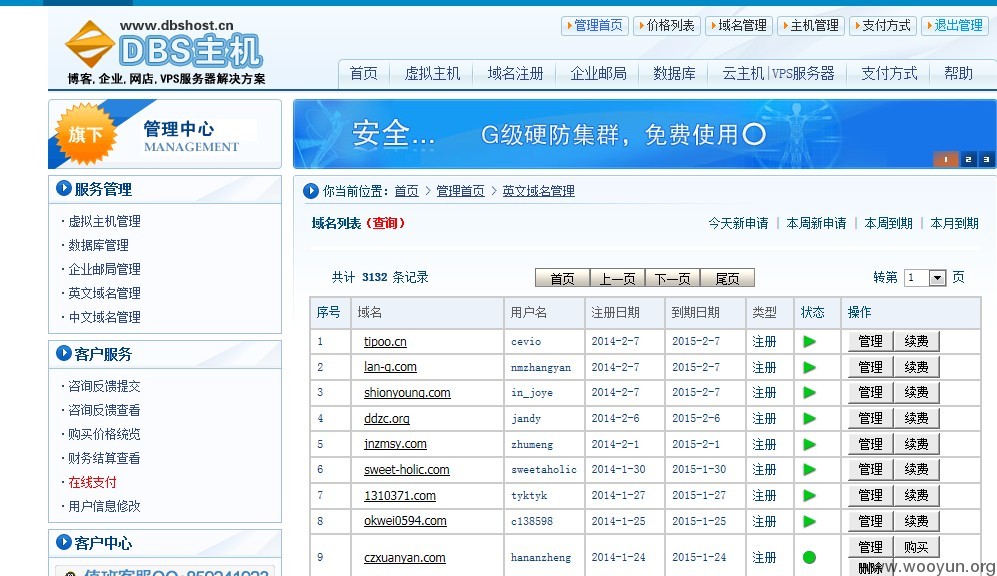 www.dbshost.cn
DBS主机
博客, 企业, 网店, VPS服务器解决方案
管理首页 价格列表 域名管理 主机管理 支付方式 退出管理
首页 虚拟主机 域名注册 企业邮局 数据库 云主机|VPS服务器 支付方式 帮助
旗下
管理中心
MANAGEMENT
安全... G级硬防集群，免费使用
1 2 3
服务管理
·虚拟主机管理
·数据库管理
·企业邮局管理
·英文域名管理
·中文域名管理
客户服务
·咨询反馈提交
·咨询反馈查看
·购买价格统览
·财务结算查看
·在线支付
·用户信息修改
客户中心
值班客服QQ:859241933
你当前位置：首页 > 管理首页 > 英文域名管理
域名列表（查询） 今天新申请 | 本周新申请 | 本周到期 | 本月到期
共计 3132 条记录 首页 上一页 下一页 尾页 转第 1 页
序号 域名 用户名 注册日期 到期日期 类型 状态 操作
1 tipoo.cn cevio 2014-2-7 2015-2-7 注册 管理 续费
2 lan-q.com nmzhangyan 2014-2-7 2015-2-7 注册 管理 续费
3 shionyoung.com in_joye 2014-2-7 2015-2-7 注册 管理 续费
4 ddzc.org jandy 2014-2-6 2015-2-6 注册 管理 续费
5 jnzmsy.com zhumeng 2014-2-1 2015-2-1 注册 管理 续费
6 sweet-holic.com sweetaholic 2014-1-30 2015-1-30 注册 管理 续费
7 1310371.com tyktyk 2014-1-27 2015-1-27 注册 管理 续费
8 okwei0594.com c138598 2014-1-25 2015-1-25 注册 管理 续费
9 czxuanyan.com hananzheng 2014-1-24 2015-1-24 注册 管理 购买
删除
www.wooyun.org